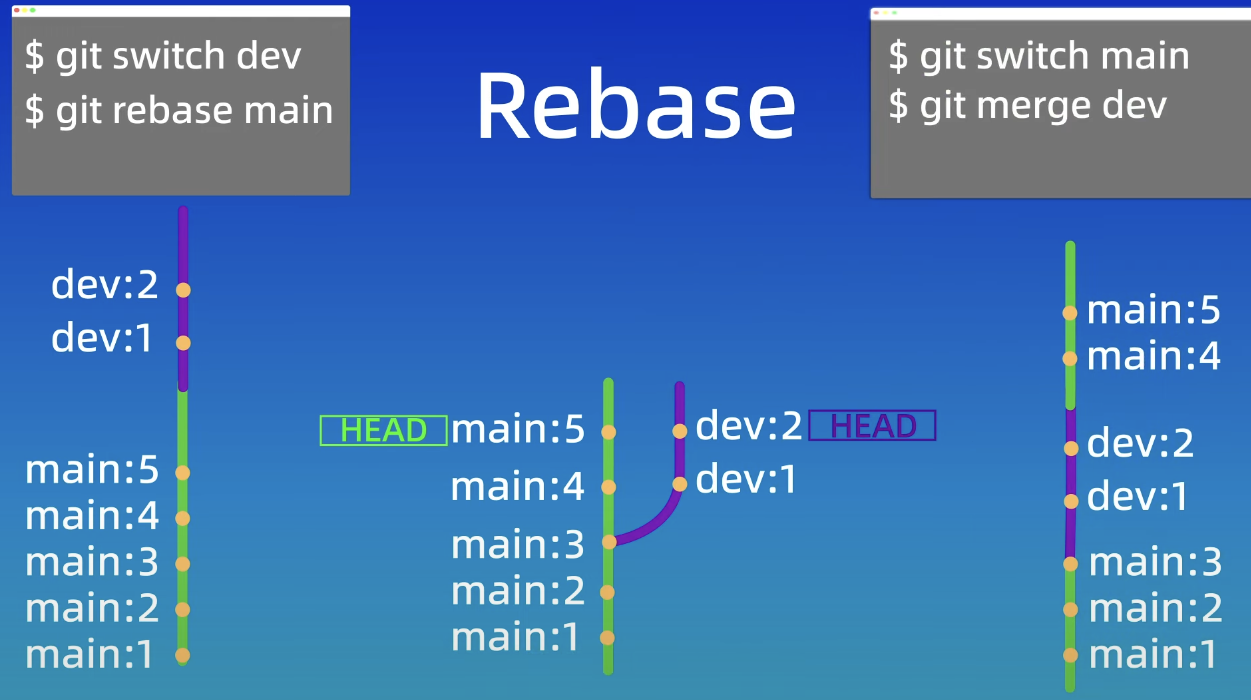 $ git switch dev
$ git rebase main
Rebase
$ git switch main
$ git merge dev
dev:2
dev:1
main:5
main:4
main:3
main:2
main:1
HEAD main:5
main:4
main:3
main:2
main:1
dev:2 HEAD
dev:1
main:5
main:4
dev:2
dev:1
main:3
main:2
main:1